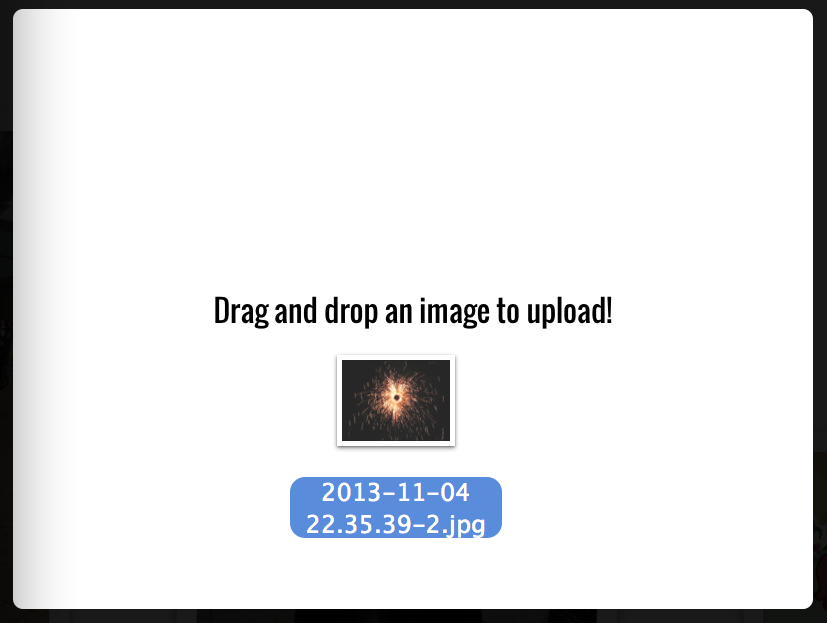 Drag and drop an image to upload!
2013-11-04
22.35.39-2.jpg